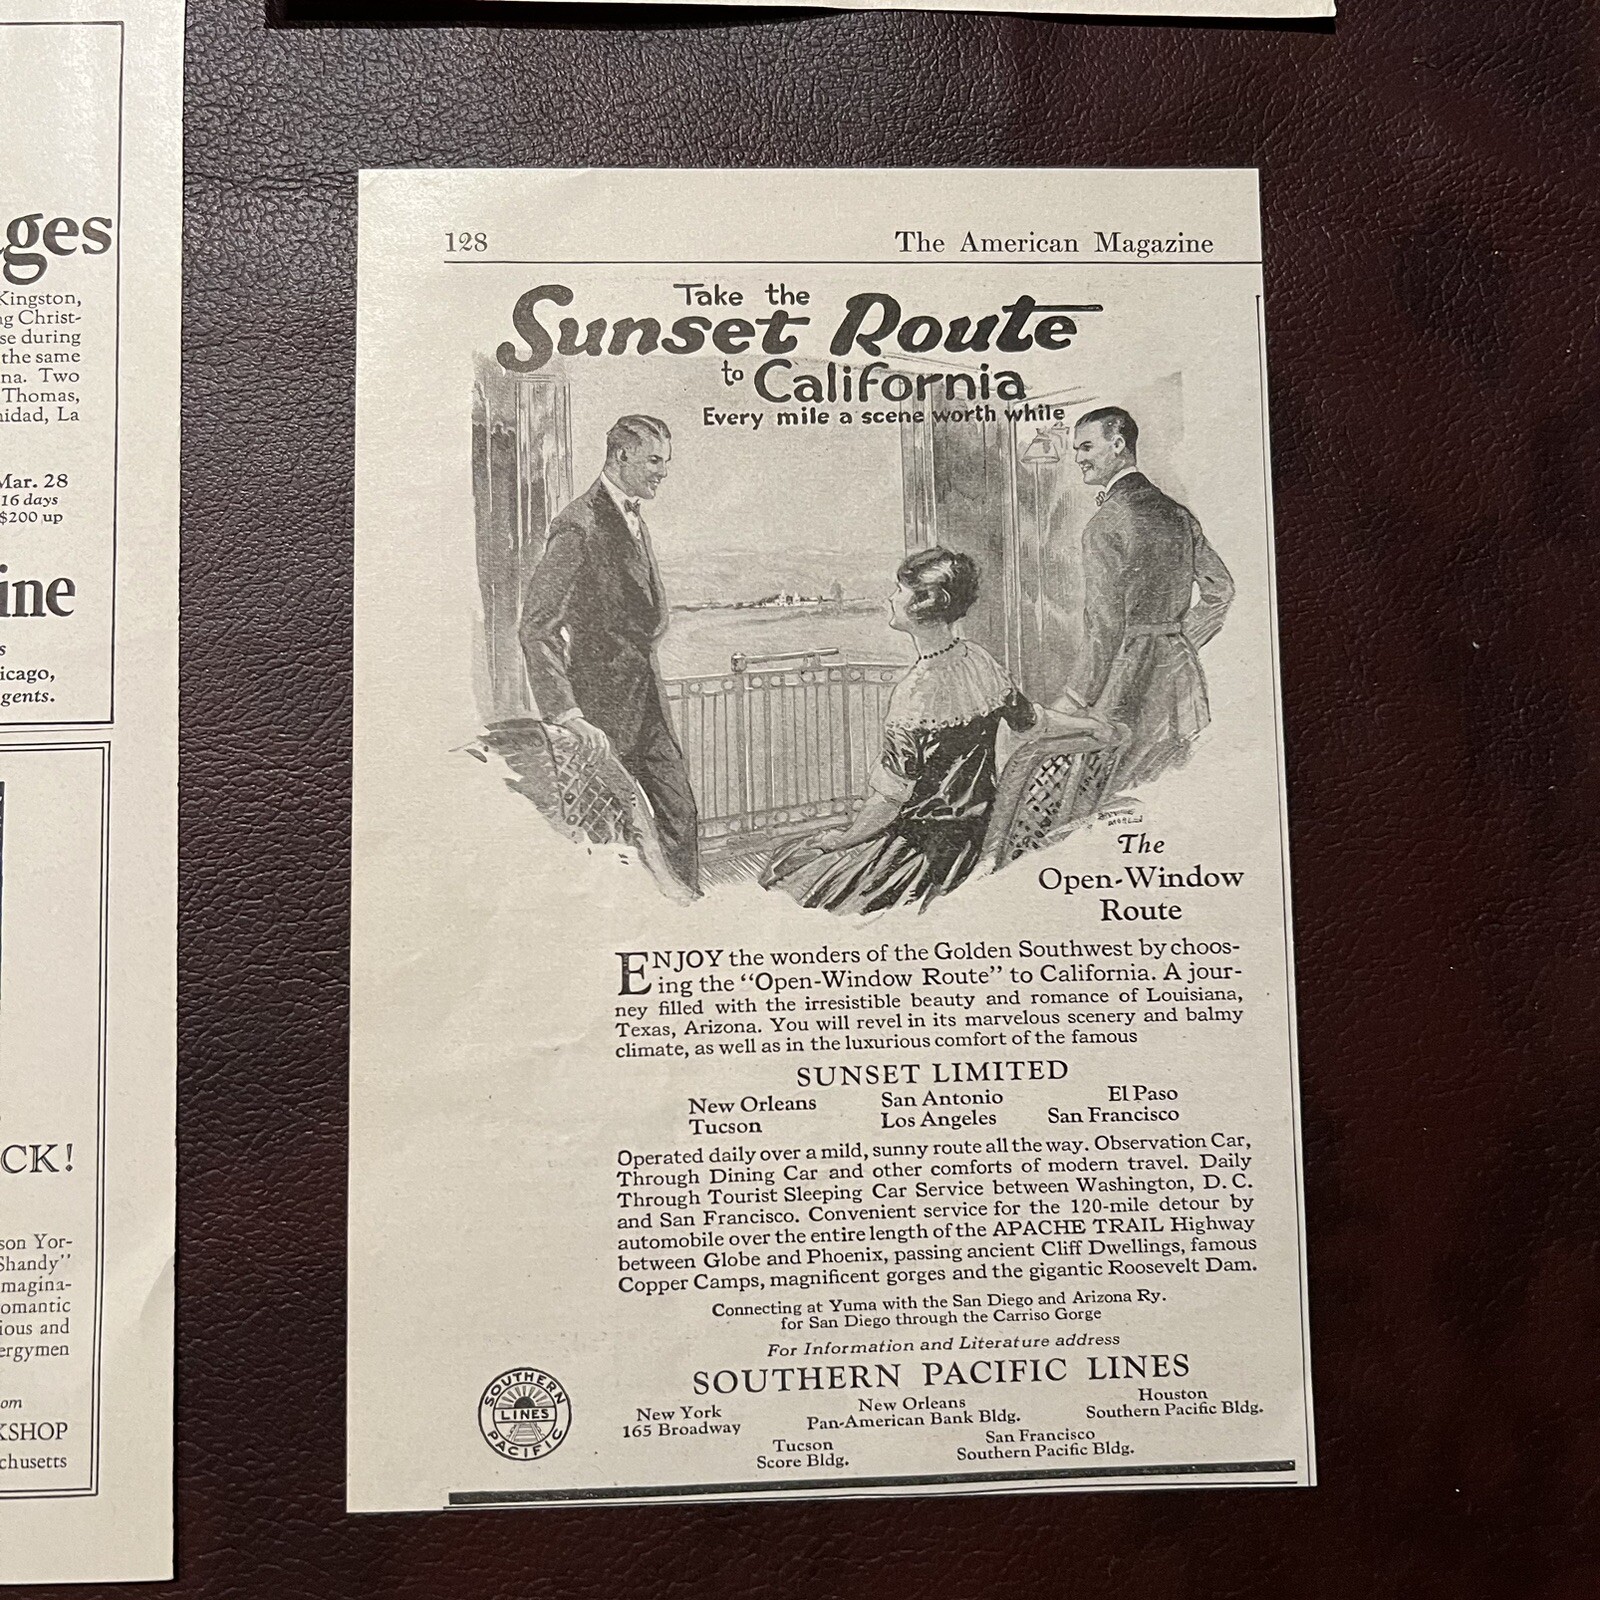 ges
Kingston,
ng Christ-
se during
the same
na. Two
Thomas,
nidad, La
Mar. 28
16 days
$200 up
ine
s
icago,
gents.
CK!
son Yor-
Shandy"
magina-
omantic
ious and
ergymen
om
KSHOP
chusetts
128 The American Magazine
Take the
Sunset Route
to California
Every mile a scene worth while
The
Open-Window
Route
ENJOY the wonders of the Golden Southwest by choos-
ing the "Open-Window Route" to California. A jour-
ney filled with the irresistible beauty and romance of Louisiana,
Texas, Arizona. You will revel in its marvelous scenery and balmy
climate, as well as in the luxurious comfort of the famous
SUNSET LIMITED
New Orleans San Antonio El Paso
Tucson Los Angeles San Francisco
Operated daily over a mild, sunny route all the way. Observation Car,
Through Dining Car and other comforts of modern travel. Daily
Through Tourist Sleeping Car Service between Washington, D. C.
and San Francisco. Convenient service for the 120-mile detour by
automobile over the entire length of the APACHE TRAIL Highway
between Globe and Phoenix, passing ancient Cliff Dwellings, famous
Copper Camps, magnificent gorges and the gigantic Roosevelt Dam.
Connecting at Yuma with the San Diego and Arizona Ry.
for San Diego through the Carriso Gorge
For Information and Literature address
SOUTHERN PACIFIC LINES
New York New Orleans Houston
165 Broadway Pan-American Bank Bldg. Southern Pacific Bldg.
Tucson San Francisco
Score Bldg. Southern Pacific Bldg.
SOUTHERN
LINES
PACIFIC